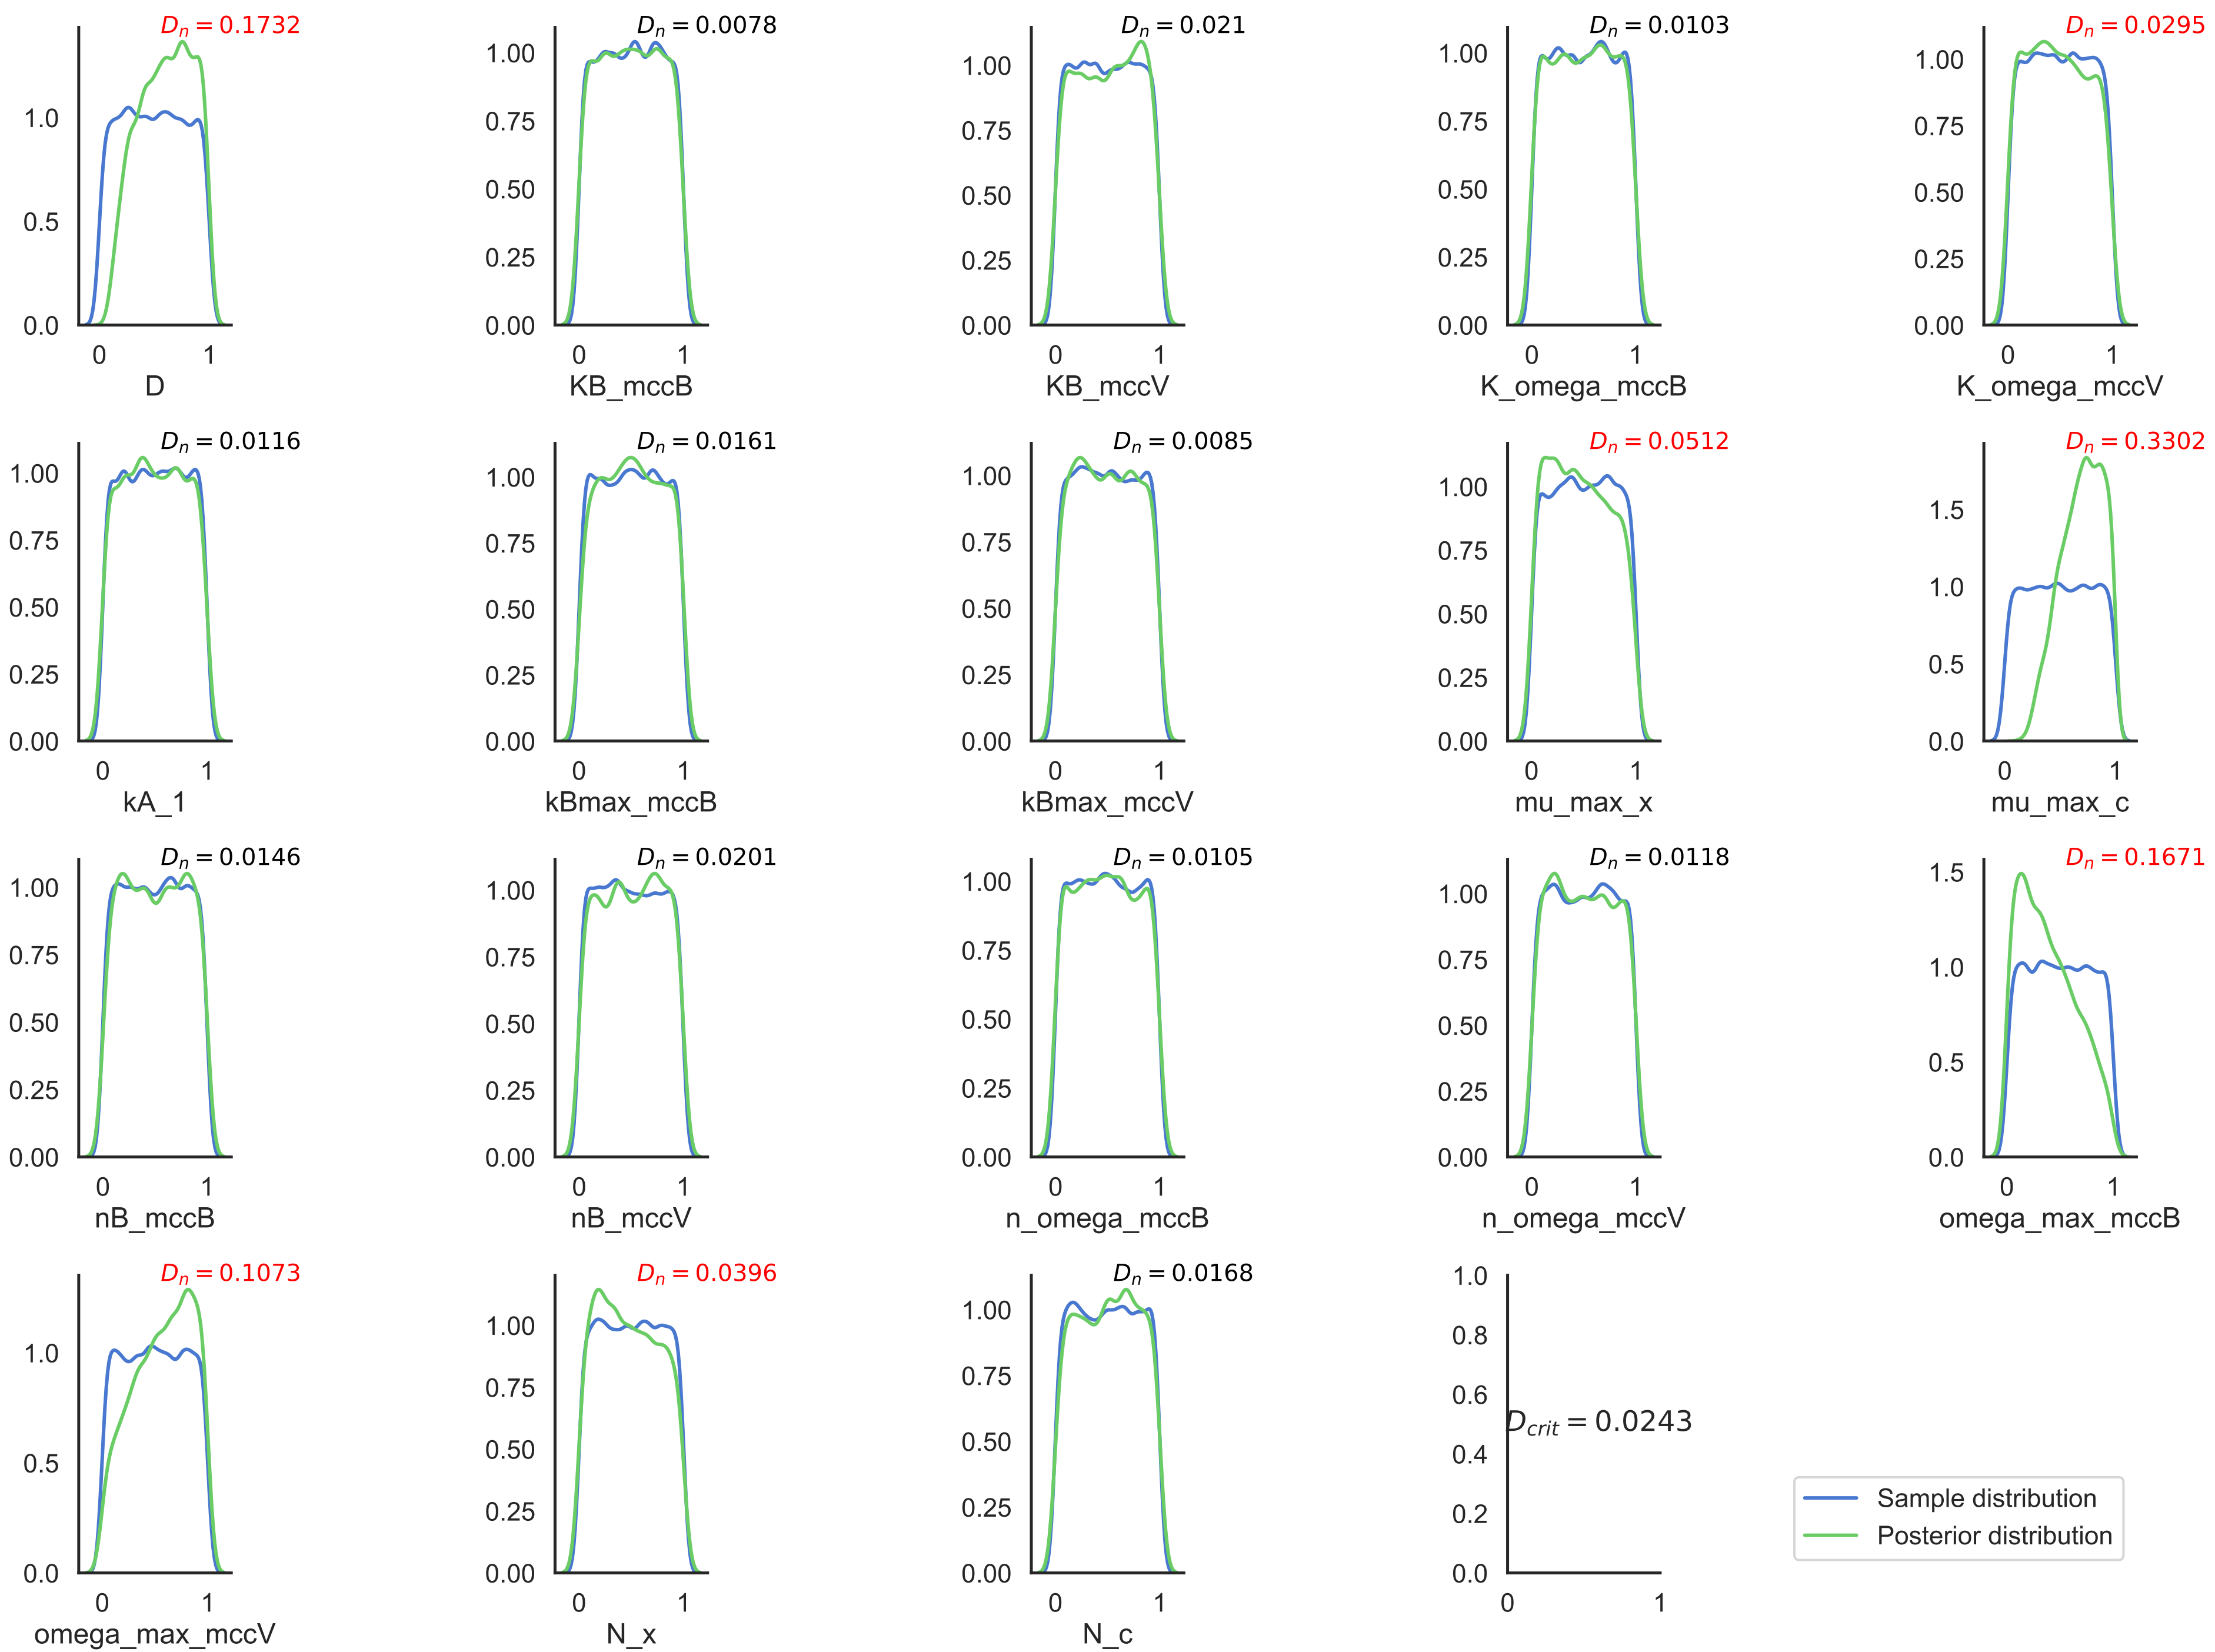 D_n = 0.1732
1.0
0.5
0.0
0 1
D
D_n = 0.0078
1.00
0.75
0.50
0.25
0.00
0 1
KB_mccB
D_n = 0.021
1.00
0.75
0.50
0.25
0.00
0 1
KB_mccV
D_n = 0.0103
1.00
0.75
0.50
0.25
0.00
0 1
K_omega_mccB
D_n = 0.0295
1.00
0.75
0.50
0.25
0.00
0 1
K_omega_mccV
D_n = 0.0116
1.00
0.75
0.50
0.25
0.00
0 1
kA_1
D_n = 0.0161
1.00
0.75
0.50
0.25
0.00
0 1
kBmax_mccB
D_n = 0.0085
1.00
0.75
0.50
0.25
0.00
0 1
kBmax_mccV
D_n = 0.0512
1.00
0.75
0.50
0.25
0.00
0 1
mu_max_x
D_n = 0.3302
1.5
1.0
0.5
0.0
0 1
mu_max_c
D_n = 0.0146
1.00
0.75
0.50
0.25
0.00
0 1
nB_mccB
D_n = 0.0201
1.00
0.75
0.50
0.25
0.00
0 1
nB_mccV
D_n = 0.0105
1.00
0.75
0.50
0.25
0.00
0 1
n_omega_mccB
D_n = 0.0118
1.00
0.75
0.50
0.25
0.00
0 1
n_omega_mccV
D_n = 0.1671
1.5
1.0
0.5
0.0
0 1
omega_max_mccB
D_n = 0.1073
1.0
0.5
0.0
0 1
omega_max_mccV
D_n = 0.0396
1.00
0.75
0.50
0.25
0.00
0 1
N_x
D_n = 0.0168
1.00
0.75
0.50
0.25
0.00
0 1
N_c
1.0
0.8
0.6
D_crit = 0.0243
0.4
0.2
0.0
0 1
Sample distribution
Posterior distribution